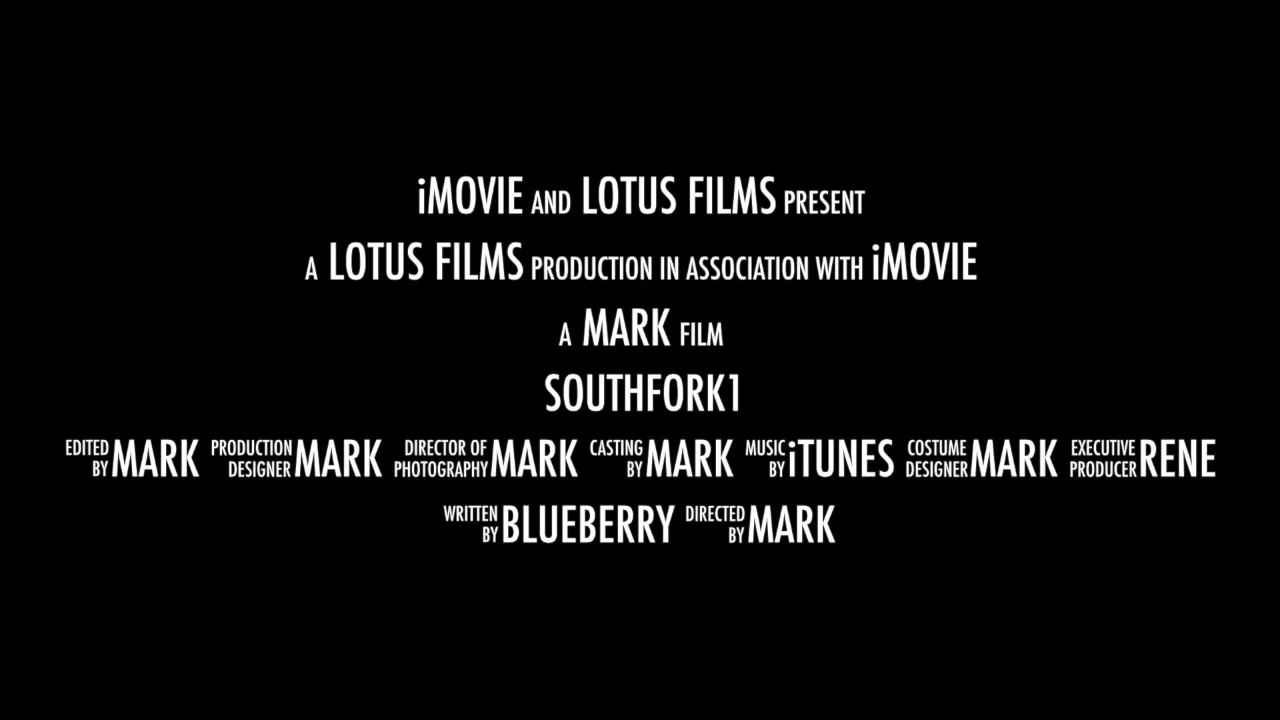 iMOVIE AND LOTUS FILMS PRESENT
A LOTUS FILMS PRODUCTION IN ASSOCIATION WITH iMOVIE
A MARK FILM
SOUTHFORK1
EDITED BY MARK PRODUCTION DESIGNER MARK DIRECTOR OF PHOTOGRAPHY MARK CASTING BY MARK MUSIC BY iTUNES COSTUME DESIGNER MARK EXECUTIVE PRODUCER RENE
WRITTEN BY BLUEBERRY DIRECTED BY MARK